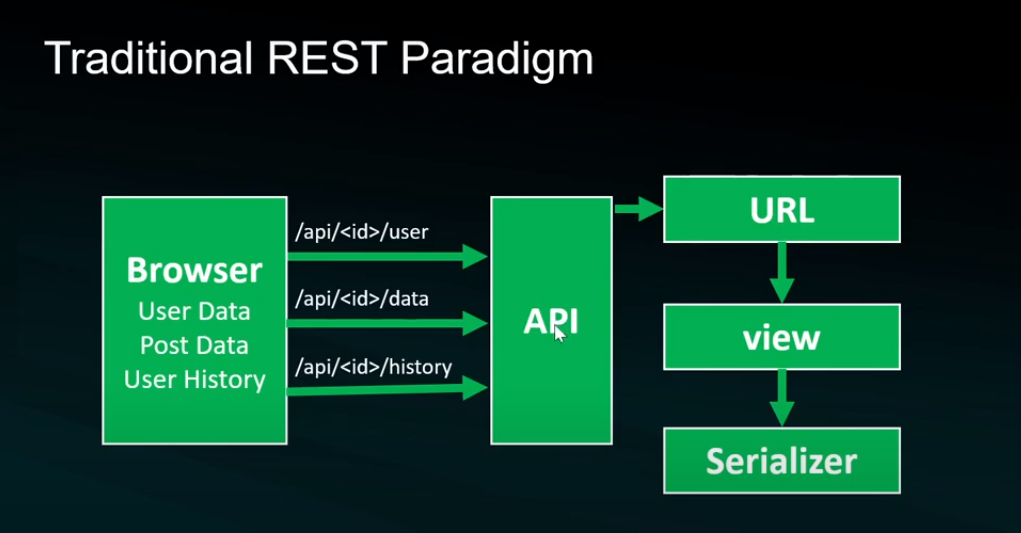 Traditional REST Paradigm
Browser
User Data
Post Data
User History
/api/<id>/user
/api/<id>/data
/api/<id>/history
API
URL
view
Serializer